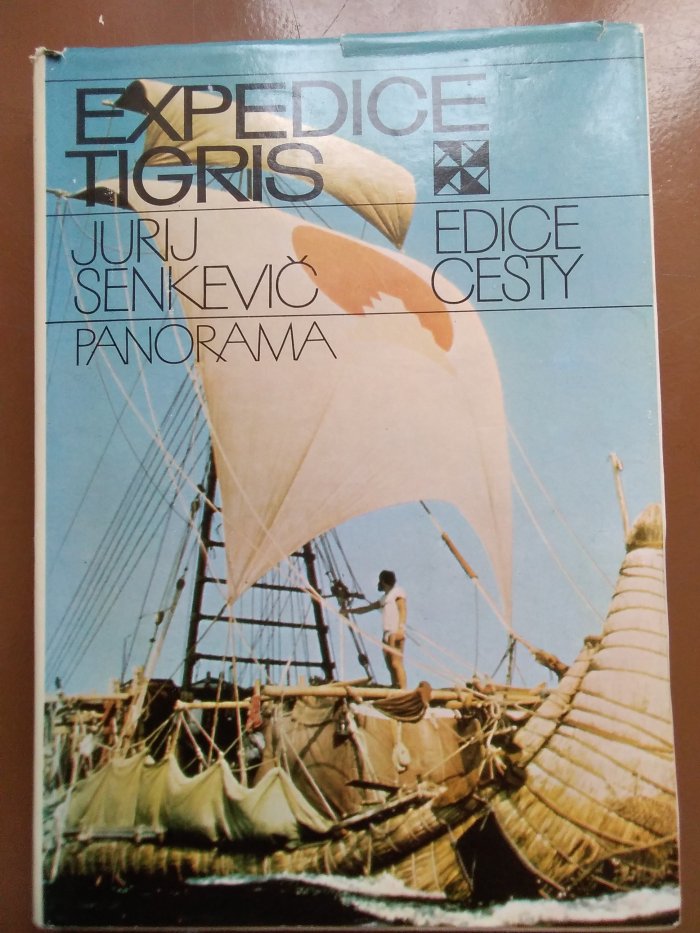 EXPEDICE
TIGRIS
JURIJ
SENKEVIČ
EDICE
CESTY
PANORAMA